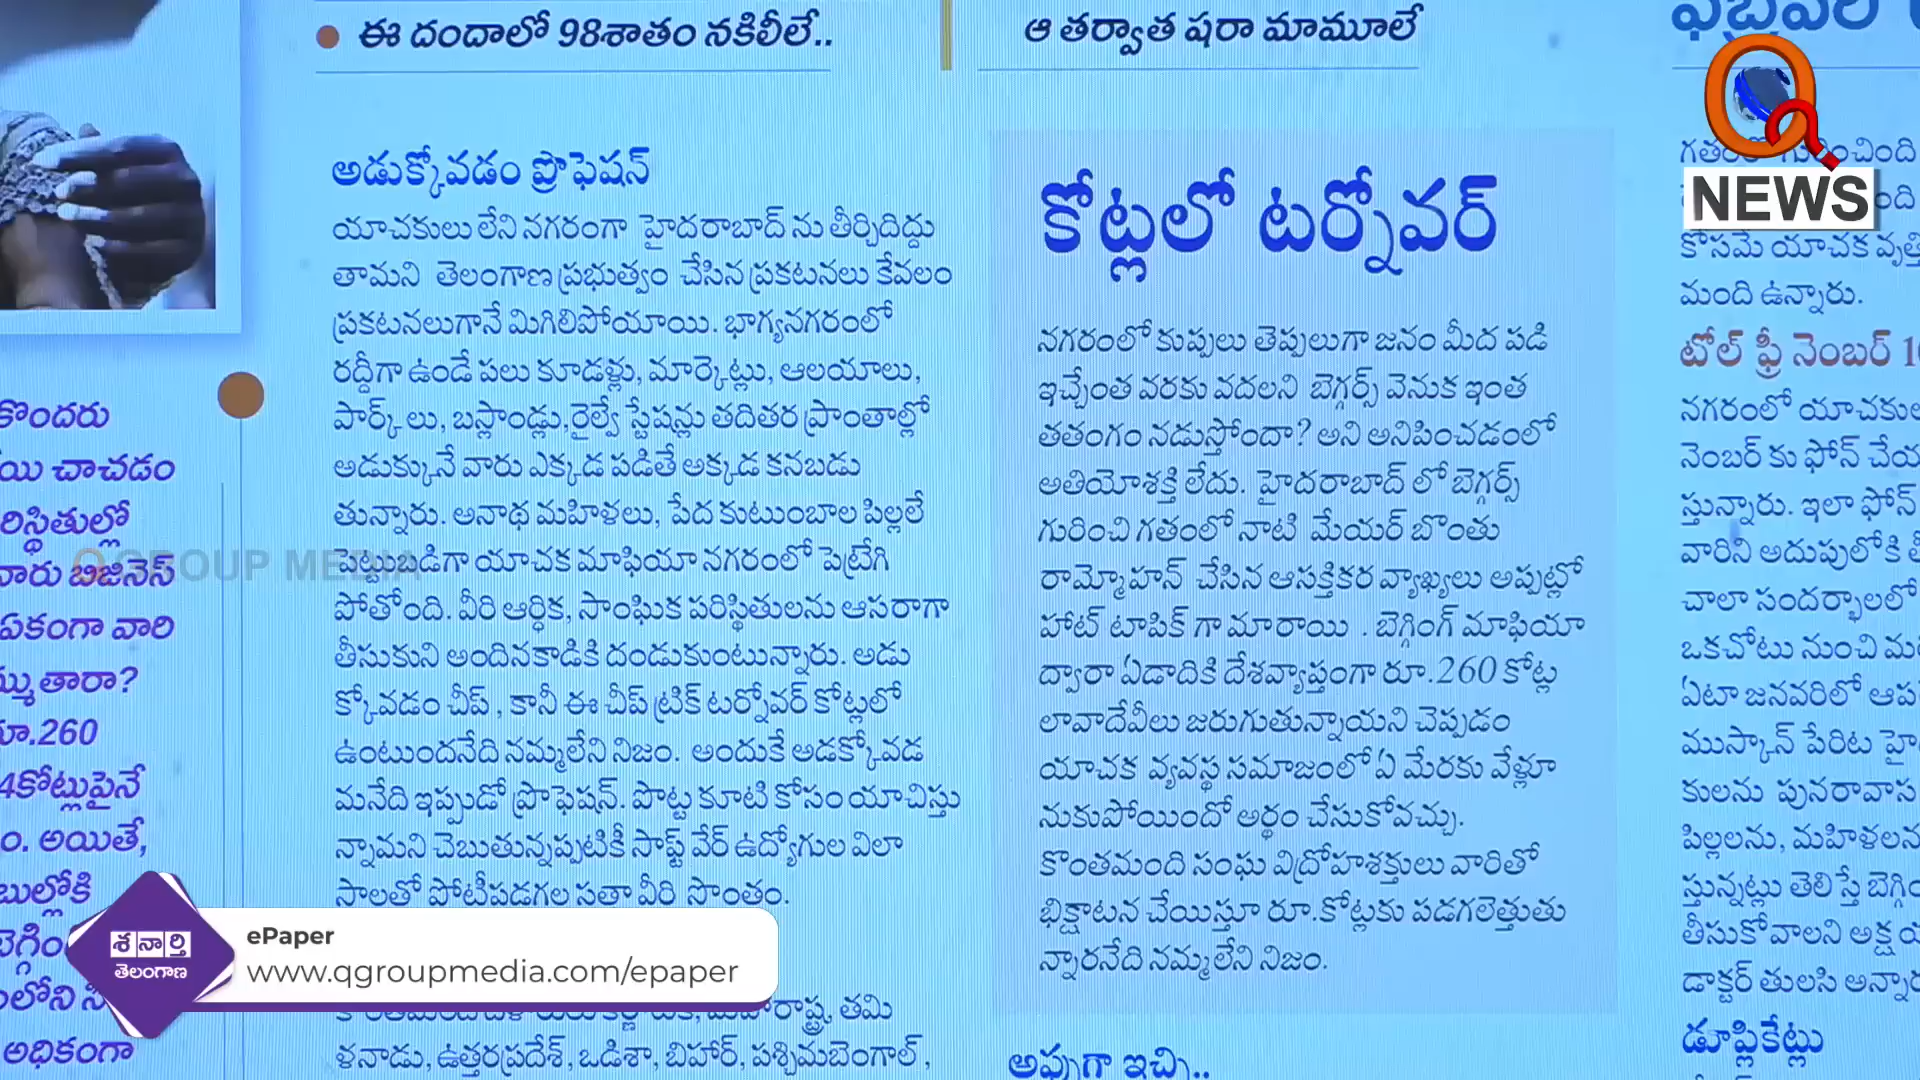 ఈ దందాలో 98శాతం నకిలీలే..
అడుక్కోవడం ప్రొఫెషన్
యాచకులు లేని నగరంగా హైదరాబాద్ ను తీర్చిదిద్దు
తామని తెలంగాణ ప్రభుత్వం చేసిన ప్రకటనలు కేవలం
ప్రకటనలుగానే మిగిలిపోయాయి. భాగ్యనగరంలో
రద్దీగా ఉండే పలు కూడళ్లు, మార్కెట్లు, ఆలయాలు,
పార్క్ లు, బస్టాండ్లు,రైల్వే స్టేషన్లు తదితర ప్రాంతాల్లో
అడుక్కునే వారు ఎక్కడ పడితే అక్కడ కనబడు
తున్నారు. అనాథ మహిళలు, పేద కుటుంబాల పిల్లలే
పెట్టుబడిగా యాచక మాఫియా నగరంలో పెట్రేగి
పోతోంది. వీరి ఆర్థిక, సాంఘిక పరిస్థితులను ఆసరాగా
తీసుకుని అందినకాడికి దండుకుంటున్నారు. అడు
క్కోవడం చీప్, కానీ ఈ చీప్ ట్రిక్ టర్నోవర్ కోట్లలో
ఉంటుందనేది నమ్మలేని నిజం. అందుకే అడక్కోవడ
మనేది ఇప్పుడో ప్రొఫెషన్. పొట్ట కూటి కోసం యాచిస్తు
న్నామని చెబుతున్నప్పటికీ సాఫ్ట్ వేర్ ఉద్యోగుల విలా
సాలతో పోటీపడగల సతా వీరి సొంతం.
ళనాడు, ఉత్తరప్రదేశ్, ఒడిశా, బిహార్, పశ్చిమబెంగాల్,
ఆ తర్వాత షరా మామూలే
కోట్లలో టర్నోవర్
నగరంలో కుప్పలు తెప్పలుగా జనం మీద పడి
ఇచ్చేంత వరకు వదలని బెగ్గర్స్ వెనుక ఇంత
తతంగం నడుస్తోందా? అని అనిపించడంలో
అతియోశక్తి లేదు. హైదరాబాద్ లో బెగ్గర్స్
గురించి గతంలో నాటి మేయర్ బొంతు
రామ్మోహన్ చేసిన ఆసక్తికర వ్యాఖ్యలు అప్పట్లో
హాట్ టాపిక్ గా మారాయి . బెగ్గింగ్ మాఫియా
ద్వారా ఏడాదికి దేశవ్యాప్తంగా రూ.260 కోట్ల
లావాదేవీలు జరుగుతున్నాయని చెప్పడం
యాచక వ్యవస్థ సమాజంలో ఏ మేరకు వేళ్లూ
నుకుపోయిందో అర్థం చేసుకోవచ్చు.
కొంతమంది సంఘ విద్రోహశక్తులు వారితో
భిక్షాటన చేయిస్తూ రూ.కోట్లకు పడగలెత్తుతు
న్నారనేది నమ్మలేని నిజం.
అప్పుగా ఇచ్చి..
కోసమే యాచక వృత్తి
మంది ఉన్నారు.
టోల్ ఫ్రీ నెంబర్
నగరంలో
నెంబర్ కు ఫోన్
స్తున్నారు. ఇలా ఫోన్
వారిని అదుపులోకి
చాలా సందర్భాలలో
ఒకచోటు నుంచి
ఏటా జనవరిలో
ముస్కాన్ పేరిట
కులను పునరావాస
పిల్లలను,
స్తున్నట్లు తెలిస్తే
తీసుకోవాలని
డాక్టర్ తులసి
డూప్లికేట్లు
కొందరు
చాచడం
బిజినెస్
వారి
260
అయితే,
అధికంగా
Q GROUP MEDIA
Q
NEWS
శనార్తి
తెలంగాణ
ePaper
www.qgroupmedia.com/epaper